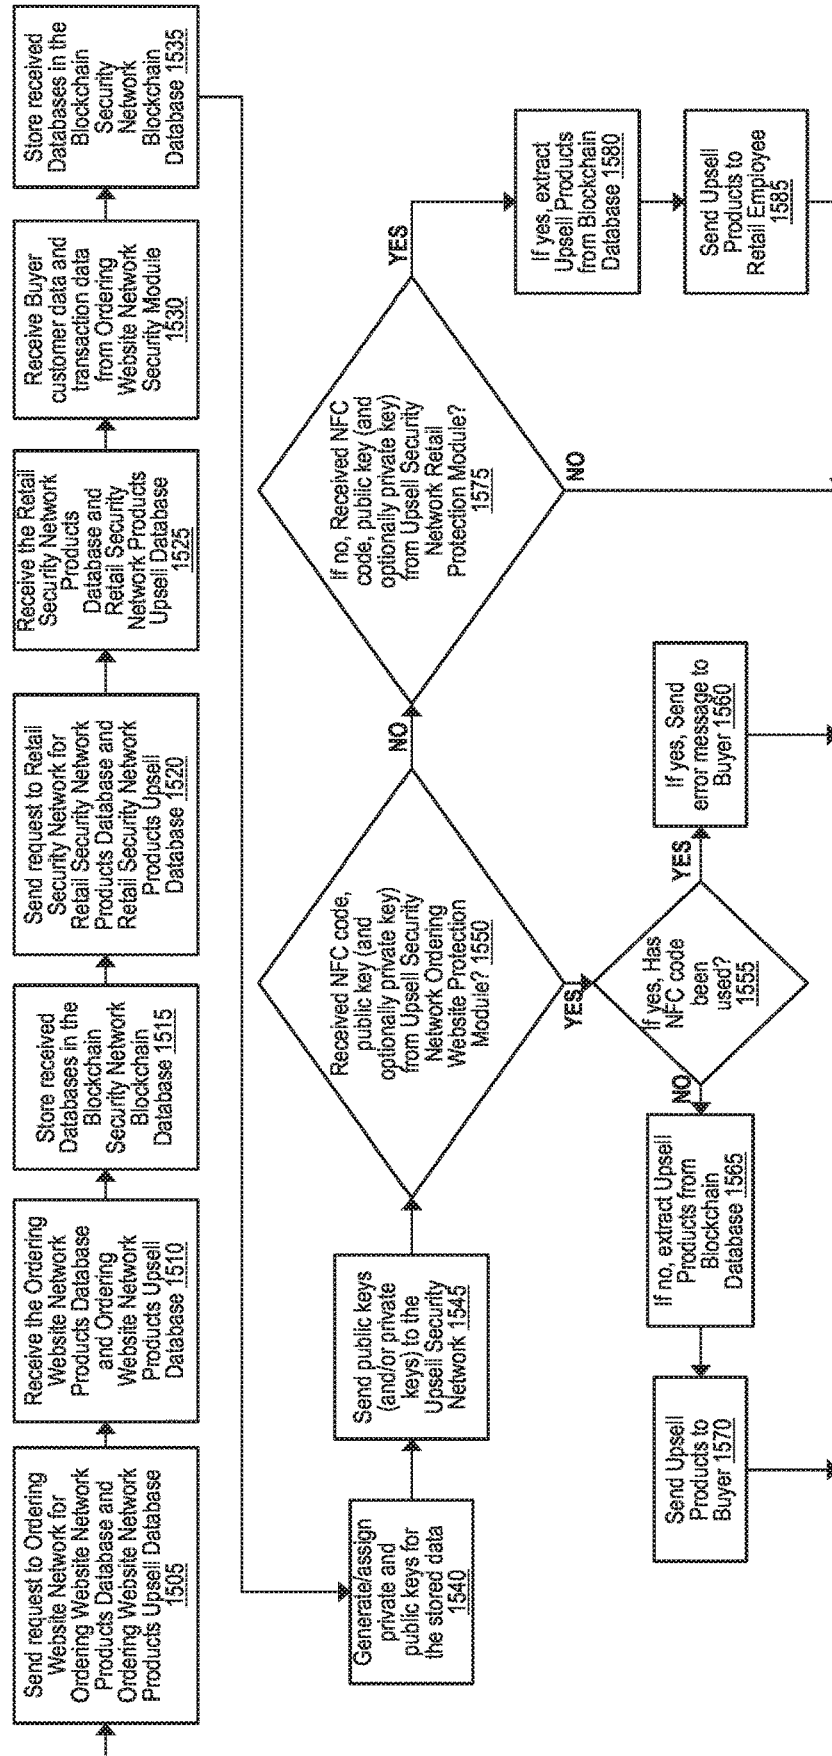 Send request to Ordering
Website Network for
Ordering Website Network
Products Database and
Ordering Website Network
Products Upsell Database
1505
Receive the Ordering
Website Network
Products Database
and Ordering
Website Network
Products Upsell
Database 1510
Store received
Databases in the
Blockchain
Security Network
Blockchain
Database 1515
Send request to Retail
Security Network for
Retail Security Network
Products Database and
Retail Security Network
Products Upsell
Database 1520
Receive the Retail
Security Network
Products
Database and
Retail Security
Network Products
Upsell Database
1525
Receive Buyer
customer data and
transaction data
from Ordering
Website Network
Security Module
1530
Store received
Databases in the
Blockchain
Security
Network
Blockchain
Database 1535
Generate/assign
private and
public keys for
the stored data
1540
Send public keys
(and/or private
keys) to the
Upsell Security
Network 1545
Received NFC code,
public key (and
optionally private key)
from Upsell Security
Network Ordering
Website Protection
Module? 1550
NO
YES
If no, Received NFC
code, public key (and
optionally private key)
from Upsell Security
Network Retail
Protection Module?
1575
YES
NO
If yes, extract
Upsell Products
from Blockchain
Database 1580
Send Upsell
Products to
Retail Employee
1585
If yes, Has
NFC code
been
used?
1555
YES
NO
If yes, Send
error message to
Buyer 1560
If no, extract Upsell
Products from
Blockchain
Database 1565
Send Upsell
Products to
Buyer 1570